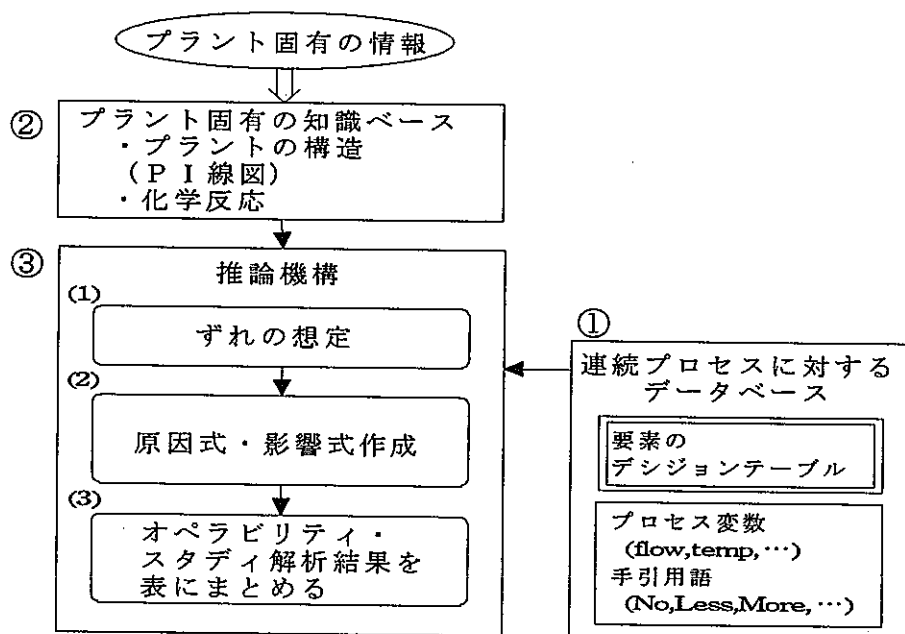 プラント固有の情報
②
プラント固有の知識ベース
・プラントの構造
(PI線図)
・化学反応
③
推論機構
(1)
ずれの想定
(2)
原因式・影響式作成
(3)
オペラビリティ・
スタディ解析結果を
表にまとめる
①
連続プロセスに対する
データベース
要素の
デシジョンテーブル
プロセス変数
(flow,temp,…)
手引用語
(No,Less,More,…)